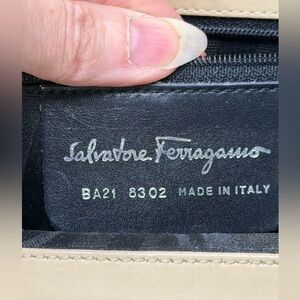 Salvatore Ferragamo
BA21 8302 MADE IN ITALY